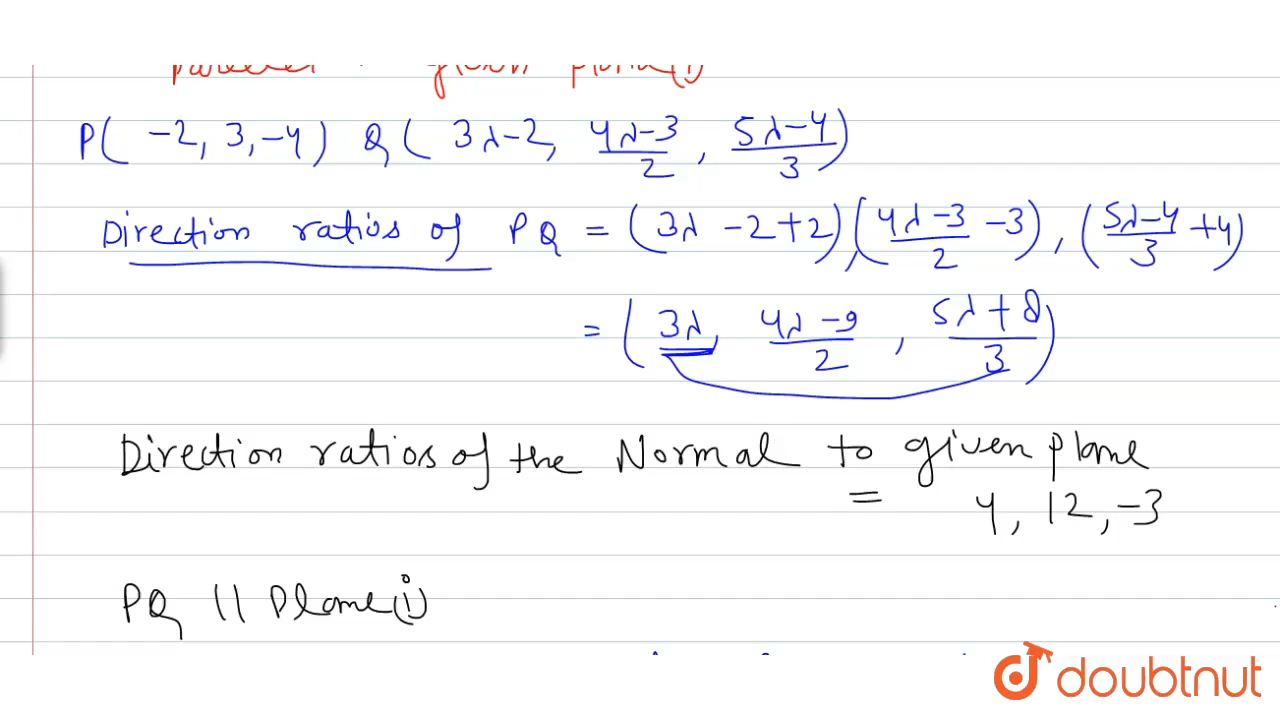 P( -2, 3, -4 ) Q ( 3λ-2, 4λ-3/2, 5λ-4/3 )
Direction ratios of PQ = (3λ -2+2), (4λ-3/2 -3), (5λ-4/3 +4)
= ( 3λ, 4λ-9/2, 5λ+8/3 )
Direction ratios of the Normal to given plane
= 4, 12, -3
PQ || Plane(i)
doubtnut